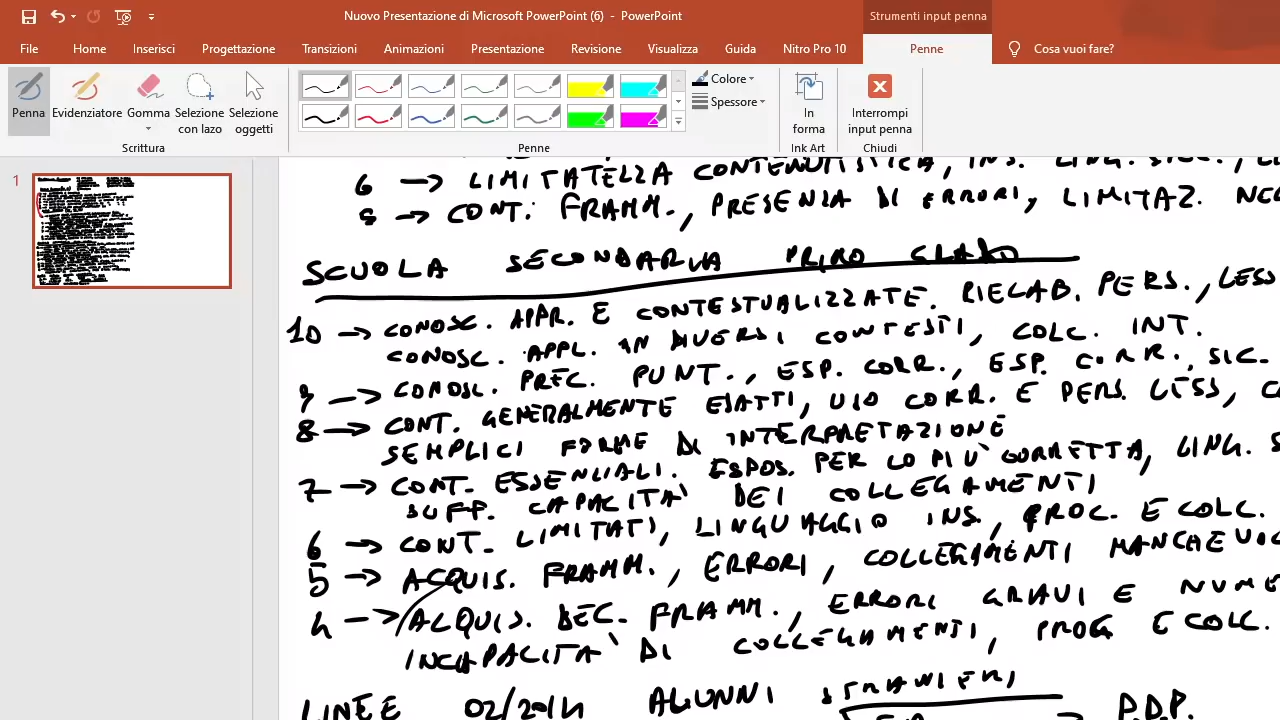 Nuovo Presentazione di Microsoft PowerPoint (6) - PowerPoint
Strumenti input penna
File Home Inserisci Progettazione Transizioni Animazioni Presentazione Revisione Visualizza Guida Nitro Pro 10 Penne Cosa vuoi fare?
Penna Evidenziatore Gomma Selezione con lazo Selezione oggetti
Colore
Spessore
In forma
Interrompi input penna
Scrittura Penne Ink Art Chiudi
1
6 → LIMITATEZZA CONTENUTISTICA, INS. LING.
5 → CONT. FRAMM., PRESENZA DI ERRORI, LIMITAZ.
SCUOLA SECONDARIA PRIMO GRADO
10 → CONOSC. APPR. E CONTESTUALIZZATE. RIELAB. PERS., LESS
CONOSC. APPL. IN DIVERSI CONTESTI, COLC. INT.
9 → CONOSC. PREC. PUNT., ESP. CORR., ESP. CORR., SIC.
8 → CONT. GENERALMENTE ESATTI, USO CORR. E PERS. LESS, C
SEMPLICI FORME DI INTERPRETAZIONE
7 → CONT. ESSENZIALI. ESPOS. PER LO PIU' CORRETTA, LING. S
SUFF. CAPACITA' DEI COLLEGAMENTI
6 → CONT. LIMITATI, LINGUAGGIO INS., PROC. E COLC.
5 → ACQUIS. FRAMM., ERRORI, COLLEGAMENTI MANCHEVO
4 → ACQUIS. DEC. FRAMM., ERRORI GRAVI E NUME
INCAPACITA' DI COLLEGAMENTI, PROG E COLC.
LINEE 02/2014 ALUNNI STRANIERI
P.D.P.